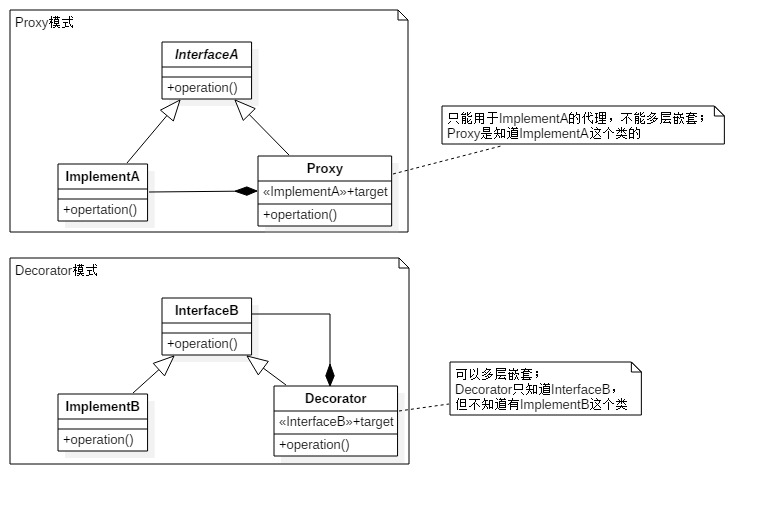 Proxy模式
InterfaceA
+operation()
只能用于ImplementA的代理，不能多层嵌套；
Proxy是知道ImplementA这个类的
ImplementA
+opertation()
Proxy
«ImplementA»+target
+opertation()
Decorator模式
InterfaceB
+operation()
可以多层嵌套；
Decorator只知道InterfaceB，
但不知道有ImplementB这个类
ImplementB
+operation()
Decorator
«InterfaceB»+target
+operation()